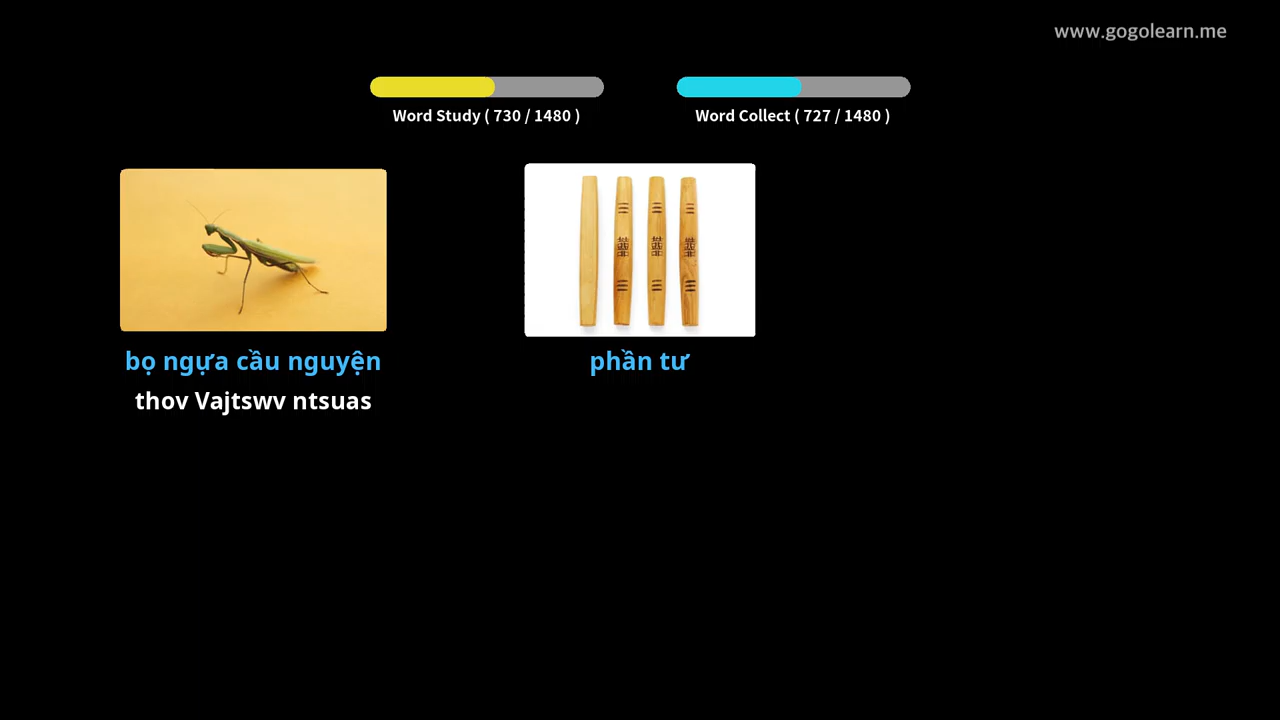 www.gogolearn.me
Word Study ( 730 / 1480 )
Word Collect ( 727 / 1480 )
bọ ngựa cầu nguyện
thov Vajtswv ntsuas
phần tư